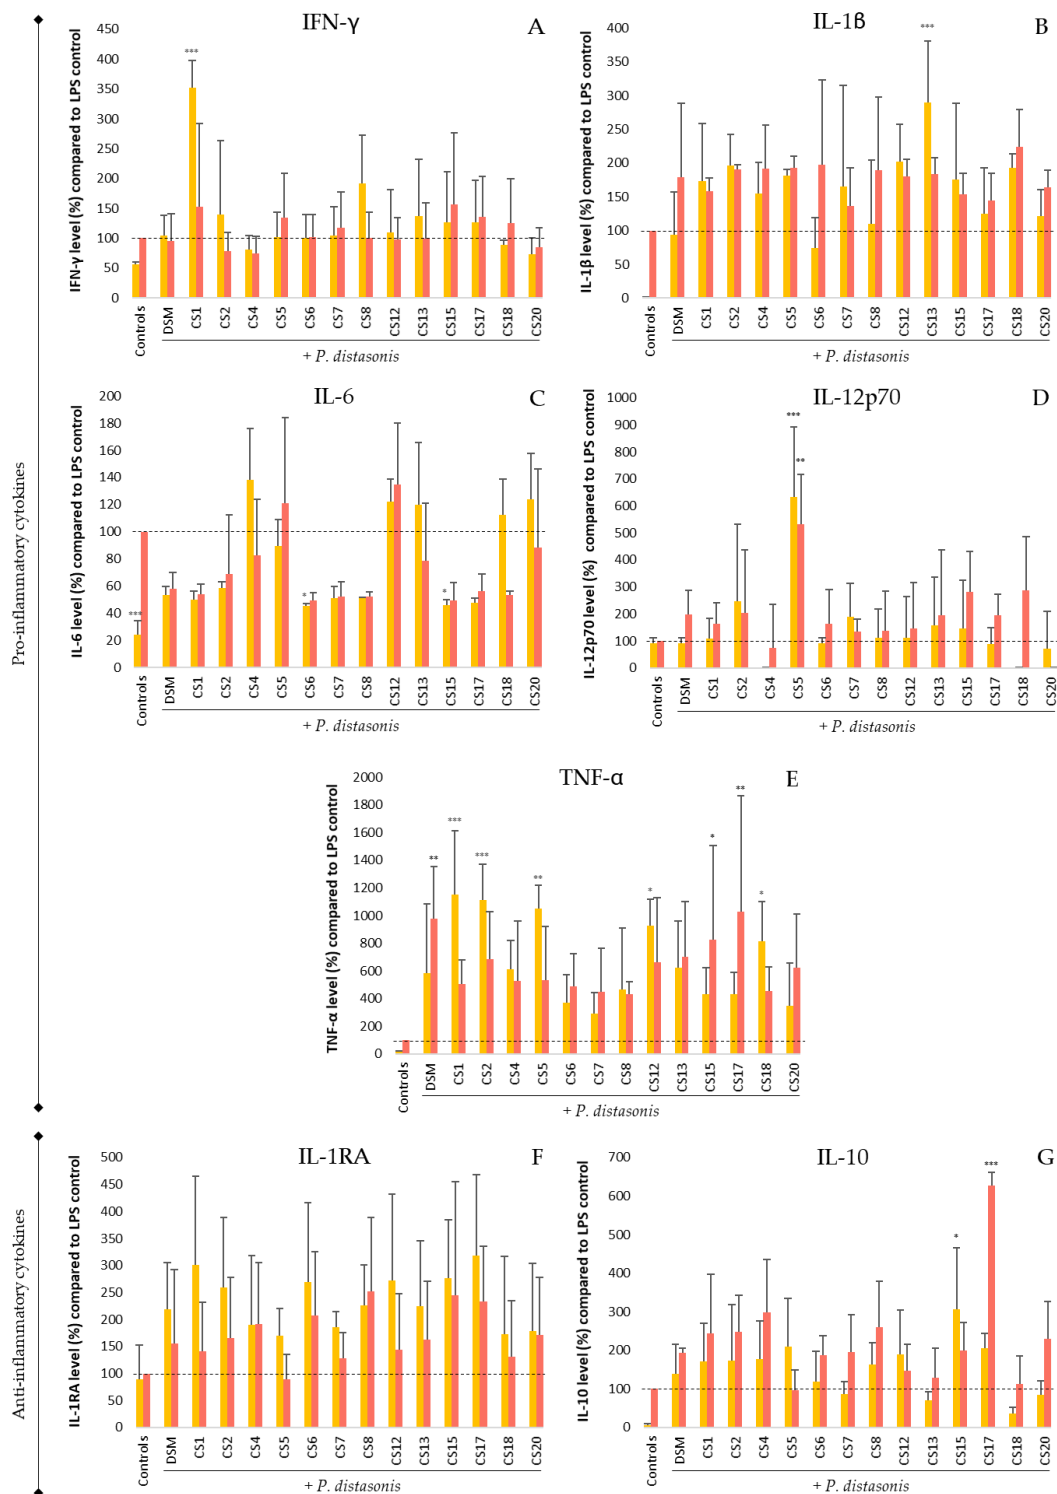 Pro-inflammatory cytokines
IFN-γ
A
IFN-γ level (%) compared to LPS control
450
400
350
300
250
200
150
100
50
0
***
Controls
DSM
CS1
CS2
CS4
CS5
CS6
CS7
CS8
CS12
CS13
CS15
CS17
CS18
CS20
+ P. distasonis
IL-1β
B
IL-1β level (%) compared to LPS control
400
350
300
250
200
150
100
50
0
***
Controls
DSM
CS1
CS2
CS4
CS5
CS6
CS7
CS8
CS12
CS13
CS15
CS17
CS18
CS20
+ P. distasonis
IL-6
C
IL-6 level (%) compared to LPS control
200
180
160
140
120
100
80
60
40
20
0
***
*
*
Controls
DSM
CS1
CS2
CS4
CS5
CS6
CS7
CS8
CS12
CS13
CS15
CS17
CS18
CS20
+ P. distasonis
IL-12p70
D
IL-12p70 level (%) compared to LPS control
1000
900
800
700
600
500
400
300
200
100
0
***
**
Controls
DSM
CS1
CS2
CS4
CS5
CS6
CS7
CS8
CS12
CS13
CS15
CS17
CS18
CS20
+ P. distasonis
TNF-α
E
TNF-α level (%) compared to LPS control
2000
1800
1600
1400
1200
1000
800
600
400
200
0
**
***
***
**
*
*
**
*
Controls
DSM
CS1
CS2
CS4
CS5
CS6
CS7
CS8
CS12
CS13
CS15
CS17
CS18
CS20
+ P. distasonis
Anti-inflammatory cytokines
IL-1RA
F
IL-1RA level (%) compared to LPS control
500
450
400
350
300
250
200
150
100
50
0
Controls
DSM
CS1
CS2
CS4
CS5
CS6
CS7
CS8
CS12
CS13
CS15
CS17
CS18
CS20
+ P. distasonis
IL-10
G
IL-10 level (%) compared to LPS control
700
600
500
400
300
200
100
0
*
***
Controls
DSM
CS1
CS2
CS4
CS5
CS6
CS7
CS8
CS12
CS13
CS15
CS17
CS18
CS20
+ P. distasonis